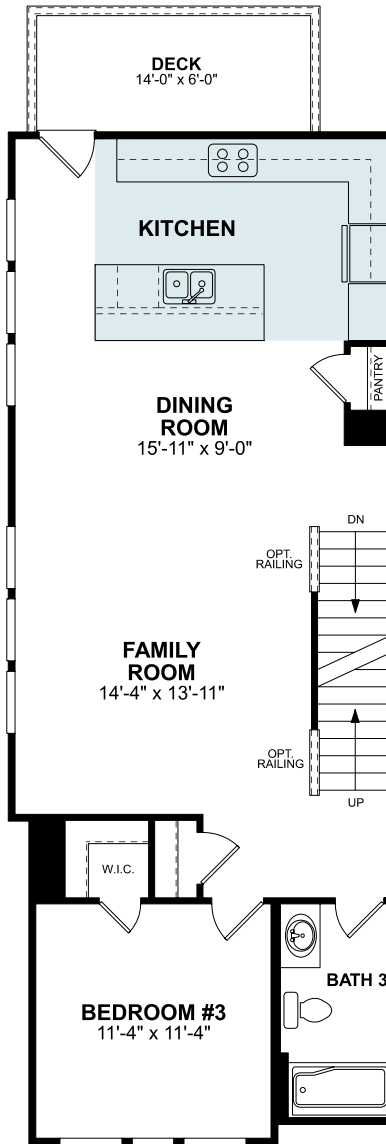 DECK
14'-0" x 6'-0"
KITCHEN
PANTRY
DINING
ROOM
15'-11" x 9'-0"
DN
OPT.
RAILING
FAMILY
ROOM
14'-4" x 13'-11"
OPT.
RAILING
UP
W.I.C.
BATH 3
BEDROOM #3
11'-4" x 11'-4"